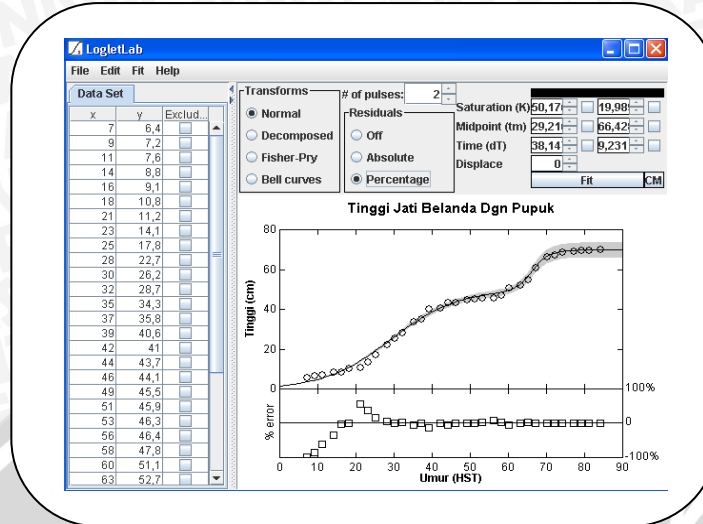 LogletLab
File Edit Fit Help
Data Set
x y Exclud...
7 6,4
9 7,2
11 7,6
14 8,8
16 9,1
18 10,8
21 11,2
23 14,1
25 17,8
28 22,7
30 26,2
32 28,7
35 34,3
37 35,8
39 40,6
42 41
44 43,7
46 44,1
49 45,5
51 45,9
53 46,3
56 46,4
58 47,8
60 51,1
63 52,7
Transforms
Normal
Decomposed
Fisher-Pry
Bell curves
# of pulses: 2
Residuals
Off
Absolute
Percentage
Saturation (K) 50,17 19,98
Midpoint (tm) 29,21 66,42
Time (dT) 38,14 9,231
Displace 0
Fit CM
Tinggi Jati Belanda Dgn Pupuk
Tinggi (cm)
80
60
40
20
0
% error
100%
0
-100%
0 10 20 30 40 50 60 70 80 90
Umur (HST)